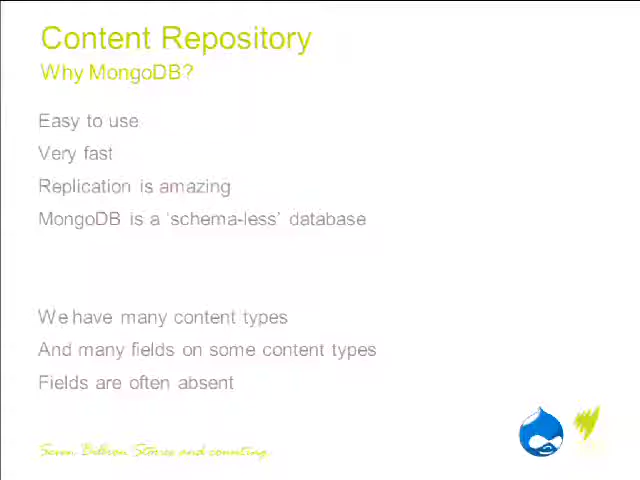 Content Repository
Why MongoDB?
Easy to use
Very fast
Replication is amazing
MongoDB is a ‘schema-less’ database
We have many content types
And many fields on some content types
Fields are often absent
Seven Billion Stories and counting